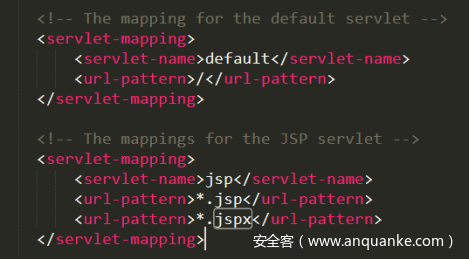 <!-- The mapping for the default servlet -->
<servlet-mapping>
<servlet-name>default</servlet-name>
<url-pattern>/</url-pattern>
</servlet-mapping>
<!-- The mappings for the JSP servlet -->
<servlet-mapping>
<servlet-name>jsp</servlet-name>
<url-pattern>*.jsp</url-pattern>
<url-pattern>*.jspx</url-pattern>
</servlet-mapping>
安全客（www.anquanke.com）